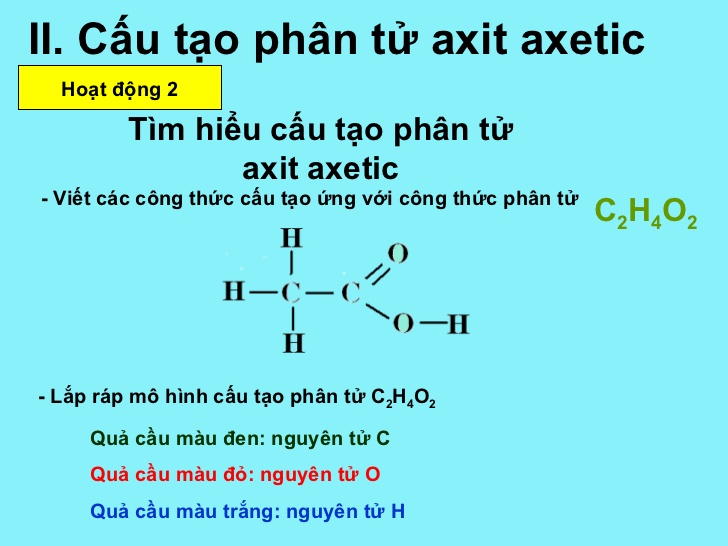 II. Cấu tạo phân tử axit axetic
Hoạt động 2
Tìm hiểu cấu tạo phân tử
axit axetic
- Viết các công thức cấu tạo ứng với công thức phân tử
C₂H₄O₂
H
O
H—C—C
O—H
H
- Lắp ráp mô hình cấu tạo phân tử C₂H₄O₂
Quả cầu màu đen: nguyên tử C
Quả cầu màu đỏ: nguyên tử O
Quả cầu màu trắng: nguyên tử H